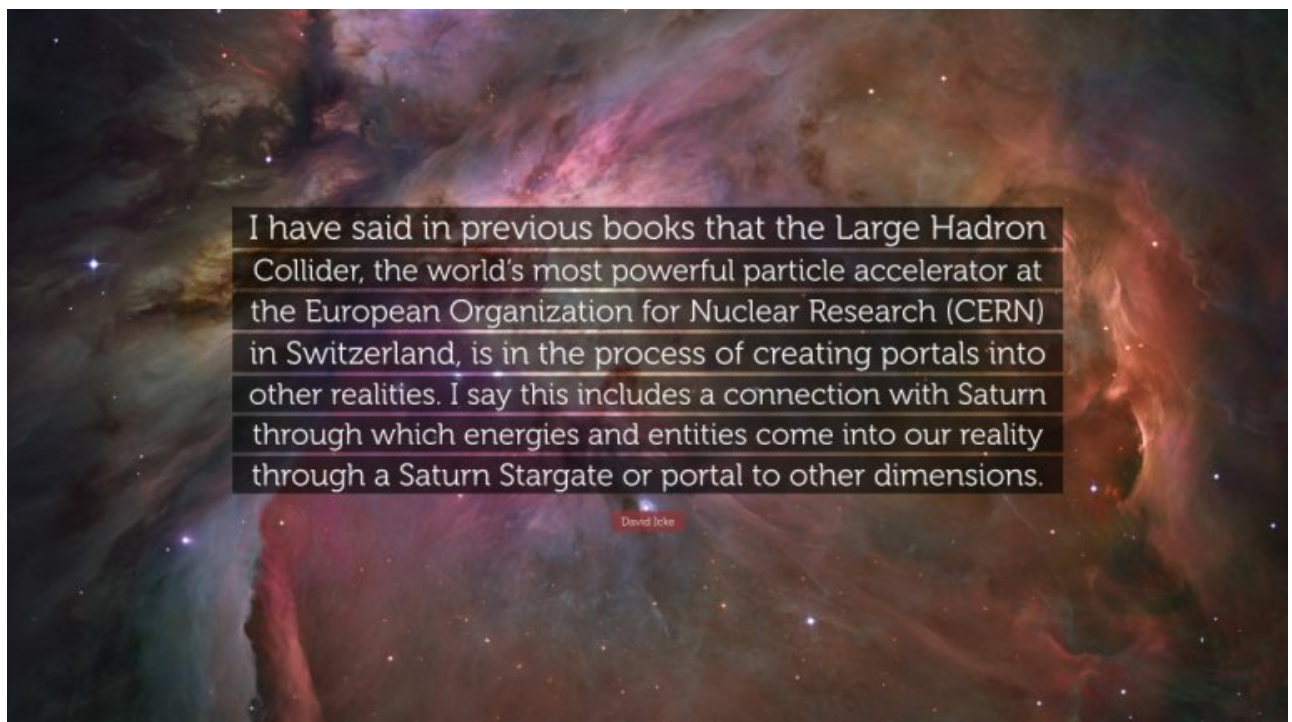 I have said in previous books that the Large Hadron
Collider, the world's most powerful particle accelerator at
the European Organization for Nuclear Research (CERN)
in Switzerland, is in the process of creating portals into
other realities. I say this includes a connection with Saturn
through which energies and entities come into our reality
through a Saturn Stargate or portal to other dimensions.
David Icke